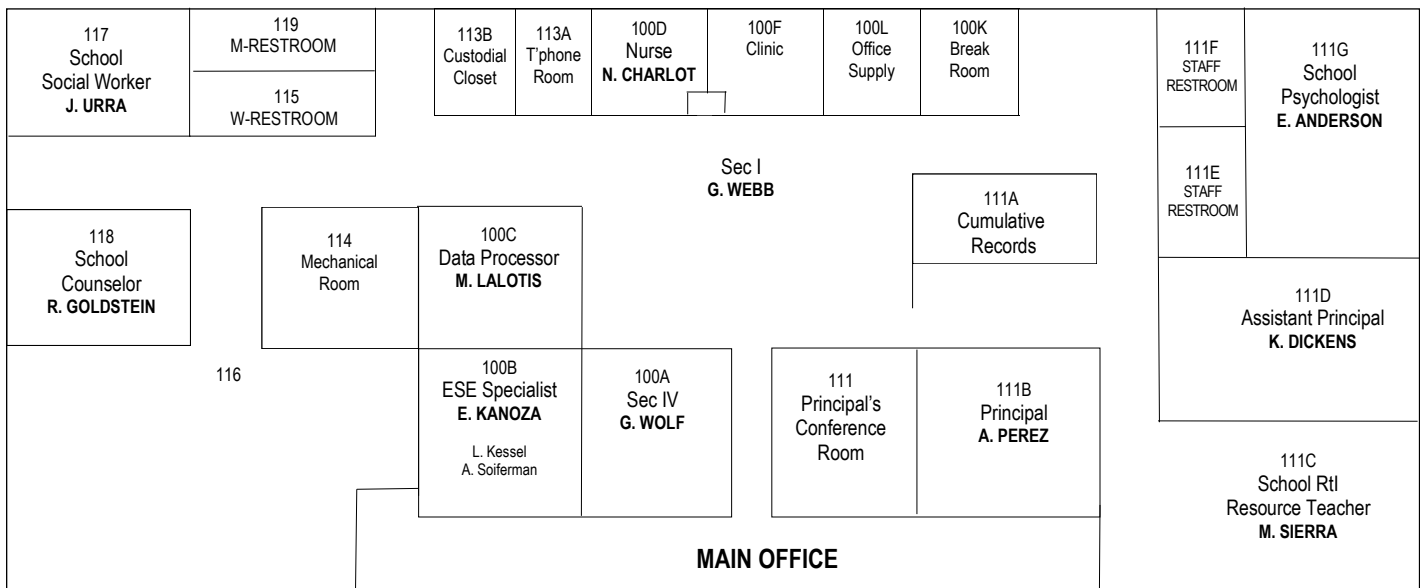 117
School
Social Worker
J. URRA
119
M-RESTROOM
115
W-RESTROOM
113B
Custodial
Closet
113A
T'phone
Room
100D
Nurse
N. CHARLOT
100F
Clinic
100L
Office
Supply
100K
Break
Room
111F
STAFF
RESTROOM
111G
School
Psychologist
E. ANDERSON
Sec I
G. WEBB
111E
STAFF
RESTROOM
111A
Cumulative
Records
118
School
Counselor
R. GOLDSTEIN
114
Mechanical
Room
100C
Data Processor
M. LALOTIS
111D
Assistant Principal
K. DICKENS
116
100B
ESE Specialist
E. KANOZA
L. Kessel
A. Soiferman
100A
Sec IV
G. WOLF
111
Principal's
Conference
Room
111B
Principal
A. PEREZ
111C
School RtI
Resource Teacher
M. SIERRA
MAIN OFFICE